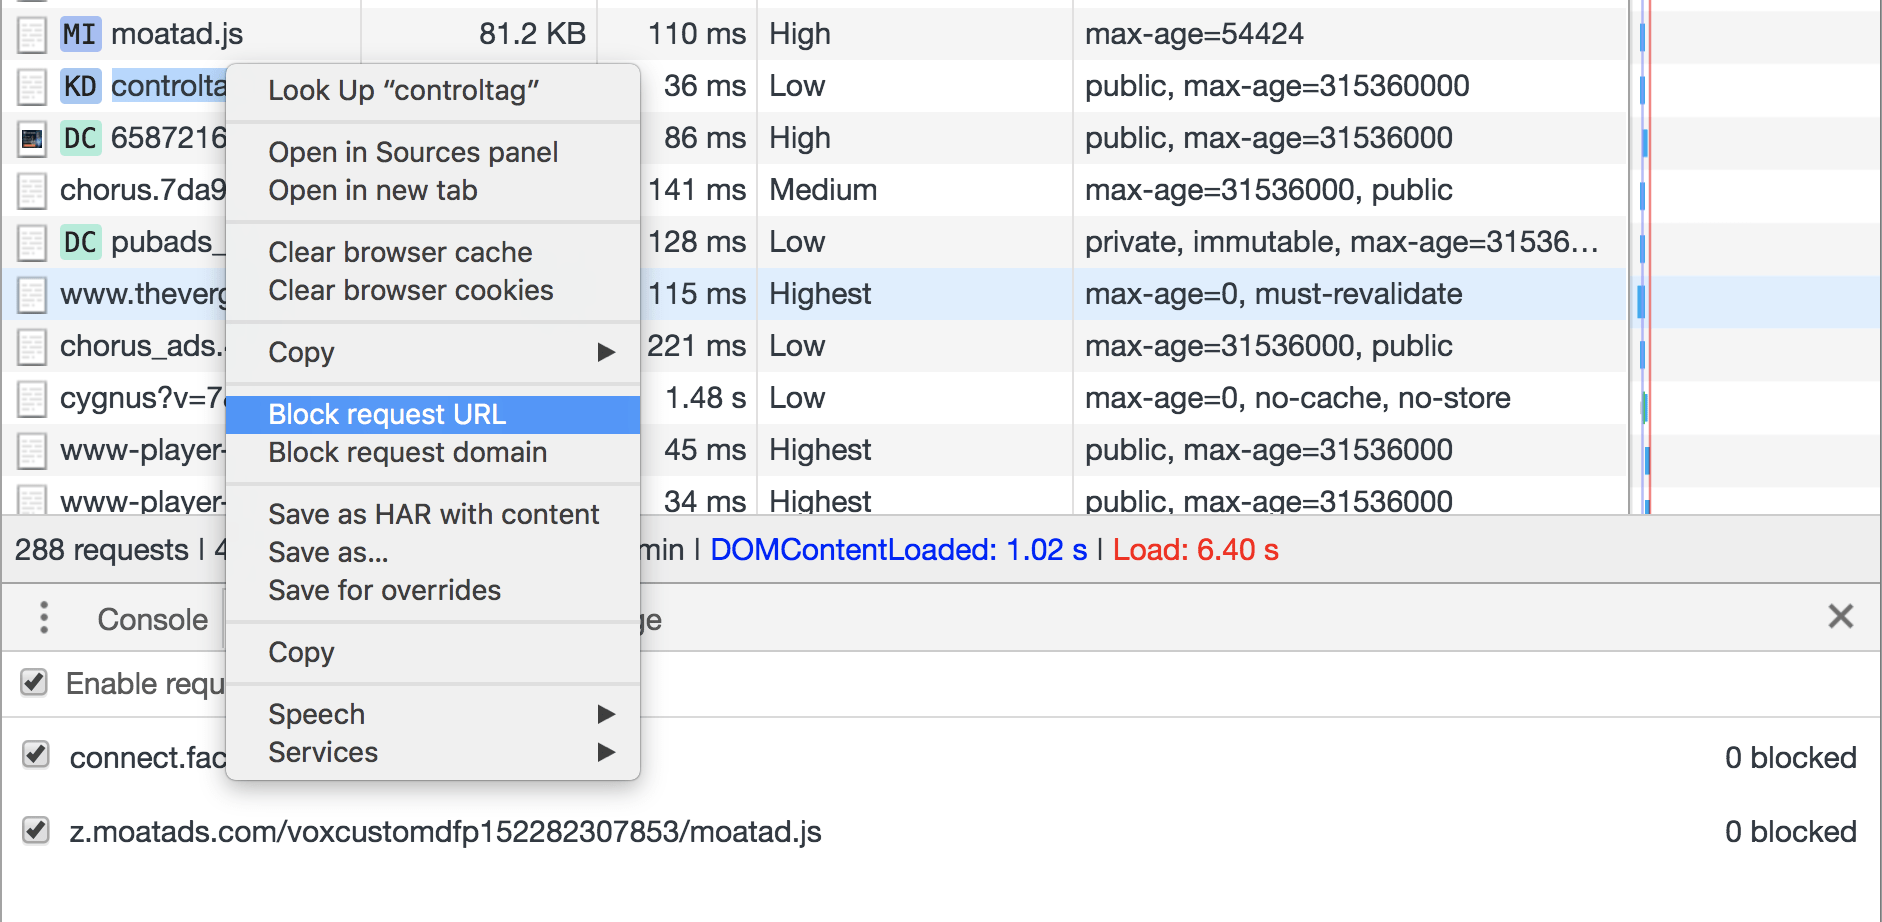 MI moatad.js 81.2 KB 110 ms High max-age=54424
KD controlta 36 ms Low public, max-age=315360000
DC 6587216 86 ms High public, max-age=31536000
chorus.7da9 141 ms Medium max-age=31536000, public
DC pubads_ 128 ms Low private, immutable, max-age=31536...
www.theverg 115 ms Highest max-age=0, must-revalidate
chorus_ads. 221 ms Low max-age=31536000, public
cygnus?v=7 1.48 s Low max-age=0, no-cache, no-store
www-player- 45 ms Highest public, max-age=31536000
www-player- 34 ms Highest public, max-age=31536000
Look Up “controltag”
Open in Sources panel
Open in new tab
Clear browser cache
Clear browser cookies
Copy ▶
Block request URL
Block request domain
Save as HAR with content
Save as...
Save for overrides
Copy
Speech ▶
Services ▶
288 requests | 4 min | DOMContentLoaded: 1.02 s | Load: 6.40 s
Console ge
Enable requ
connect.fac 0 blocked
z.moatads.com/voxcustomdfp152282307853/moatad.js 0 blocked